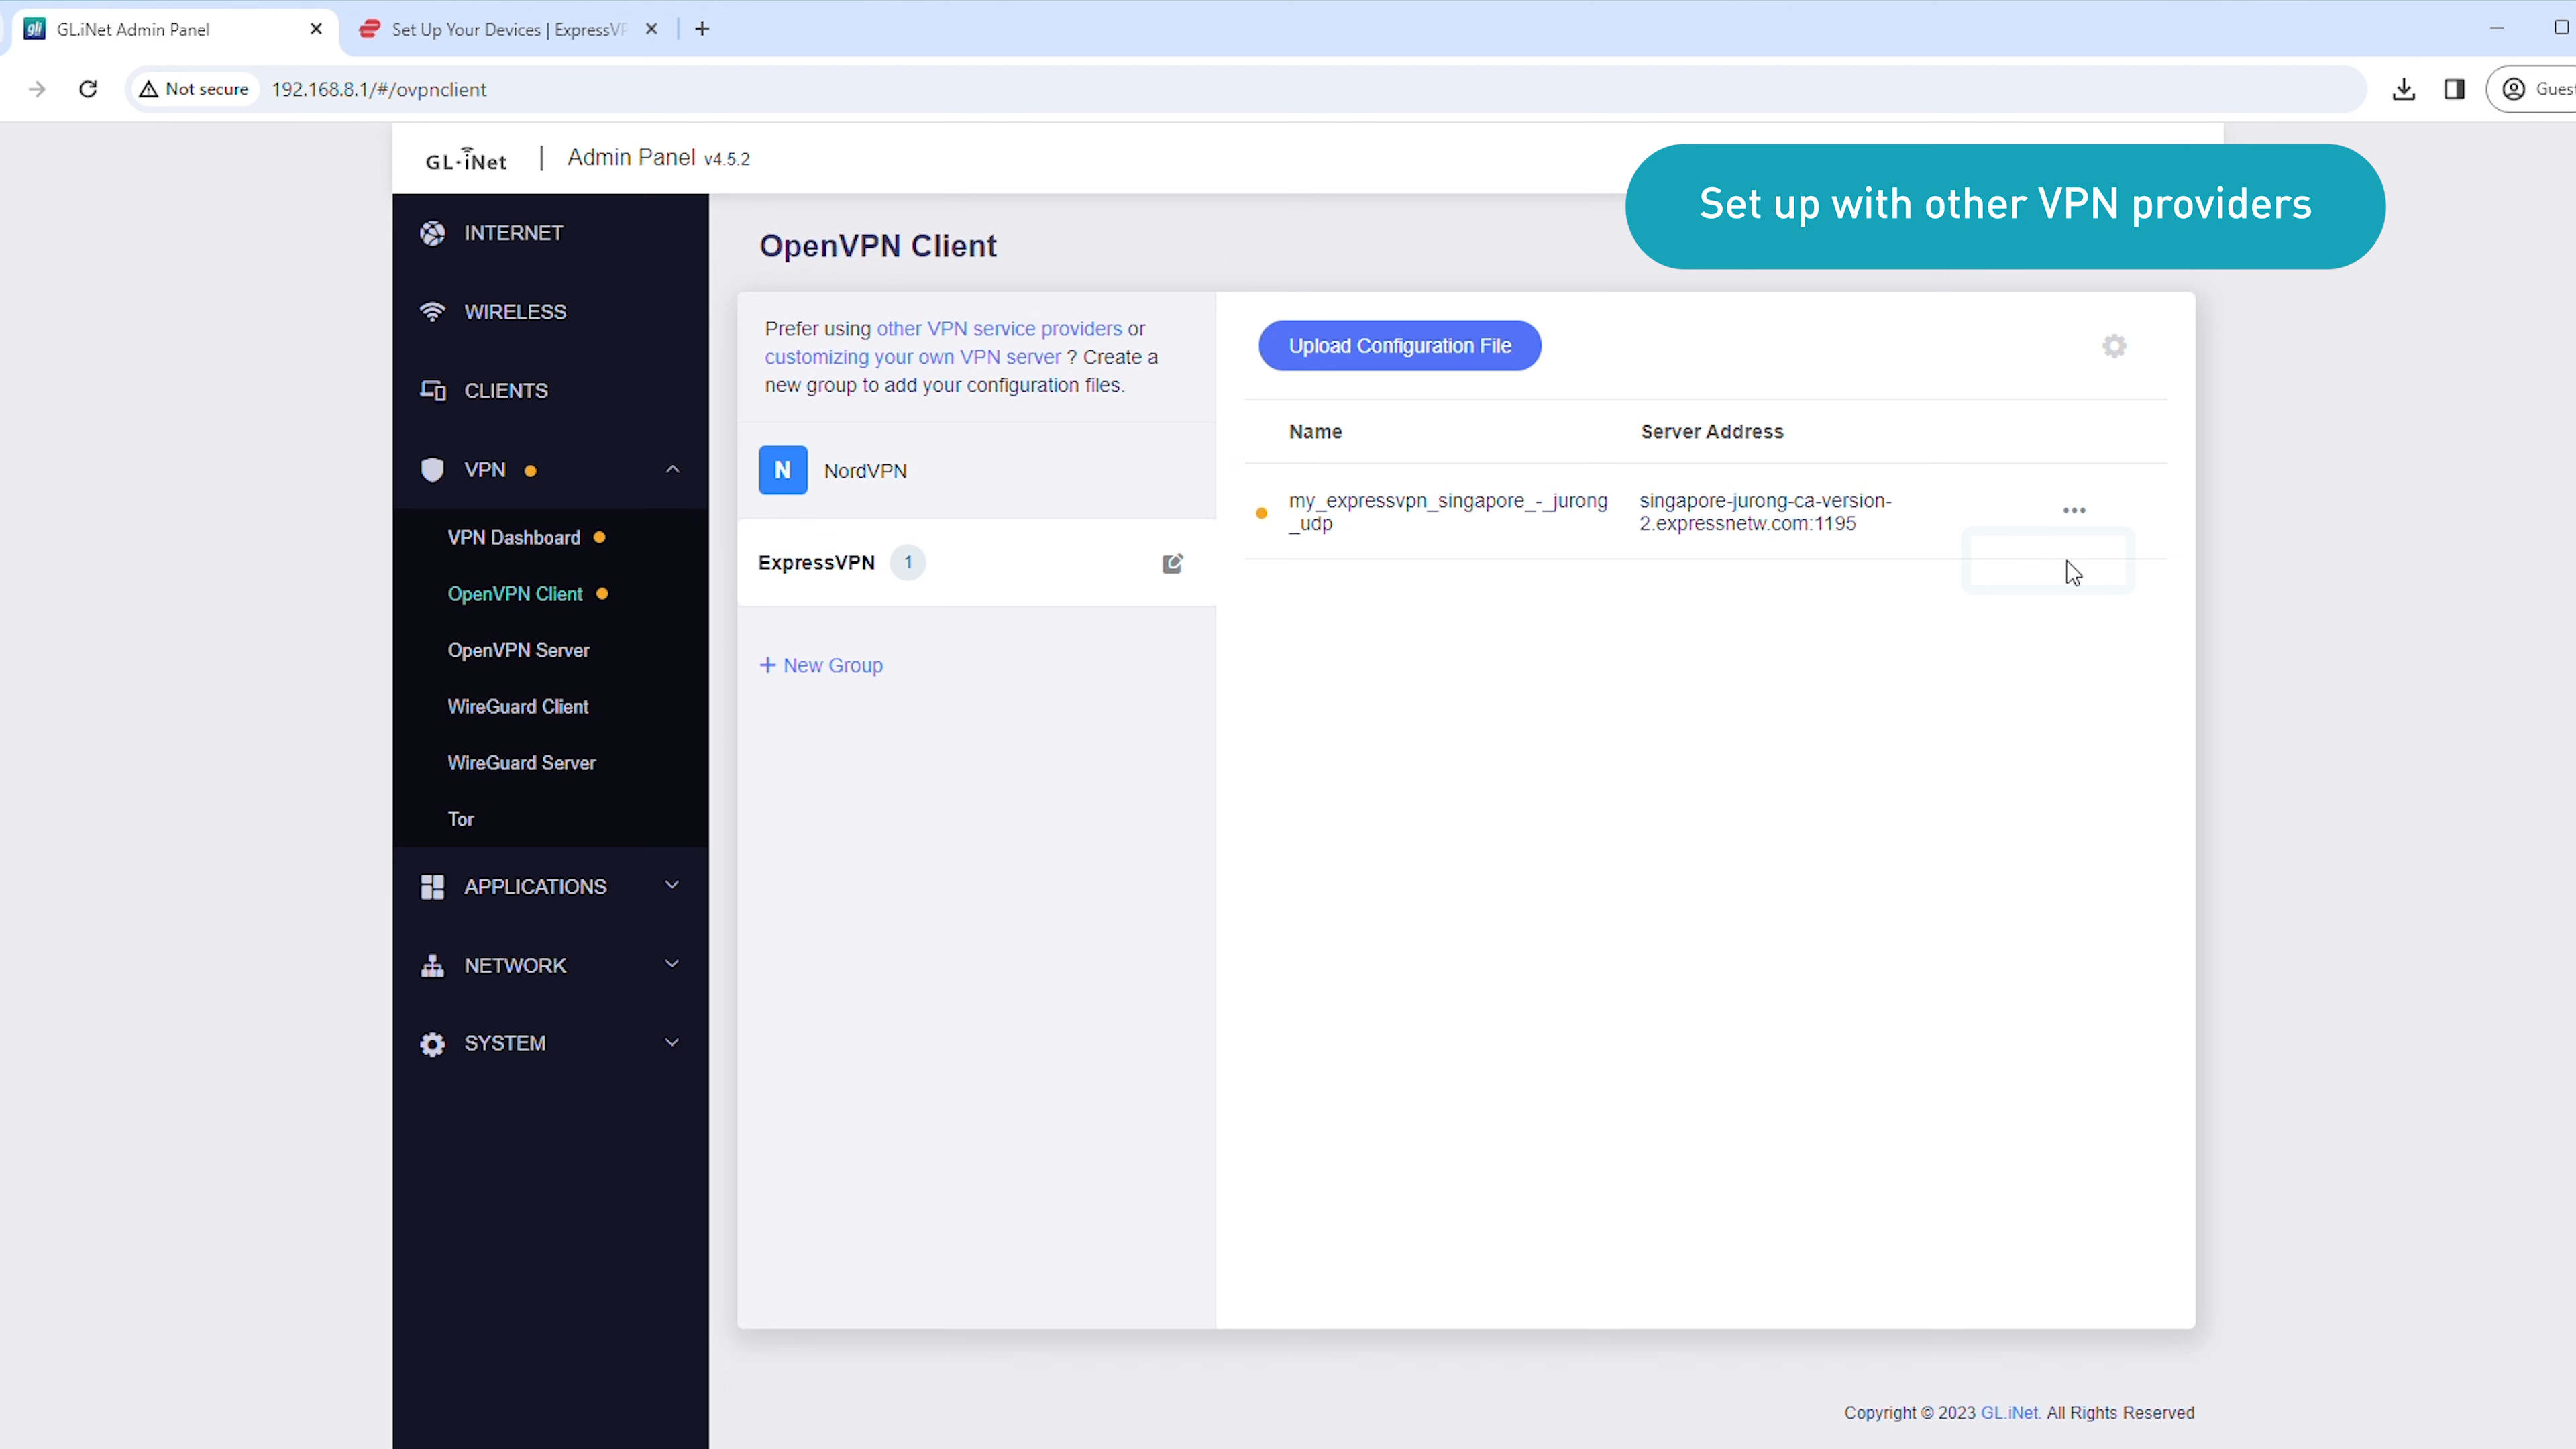 gli GL.iNet Admin Panel
Set Up Your Devices | ExpressVP
Not secure 192.168.8.1/#/ovpnclient
Gues
GL·iNet | Admin Panel v4.5.2
Set up with other VPN providers
INTERNET
WIRELESS
CLIENTS
VPN
VPN Dashboard
OpenVPN Client
OpenVPN Server
WireGuard Client
WireGuard Server
Tor
APPLICATIONS
NETWORK
SYSTEM
OpenVPN Client
Prefer using other VPN service providers or
customizing your own VPN server ? Create a
new group to add your configuration files.
N NordVPN
ExpressVPN 1
+ New Group
Upload Configuration File
Name Server Address
my_expressvpn_singapore_-_jurong
_udp
singapore-jurong-ca-version-
2.expressnetw.com:1195
Copyright © 2023 GL.iNet. All Rights Reserved